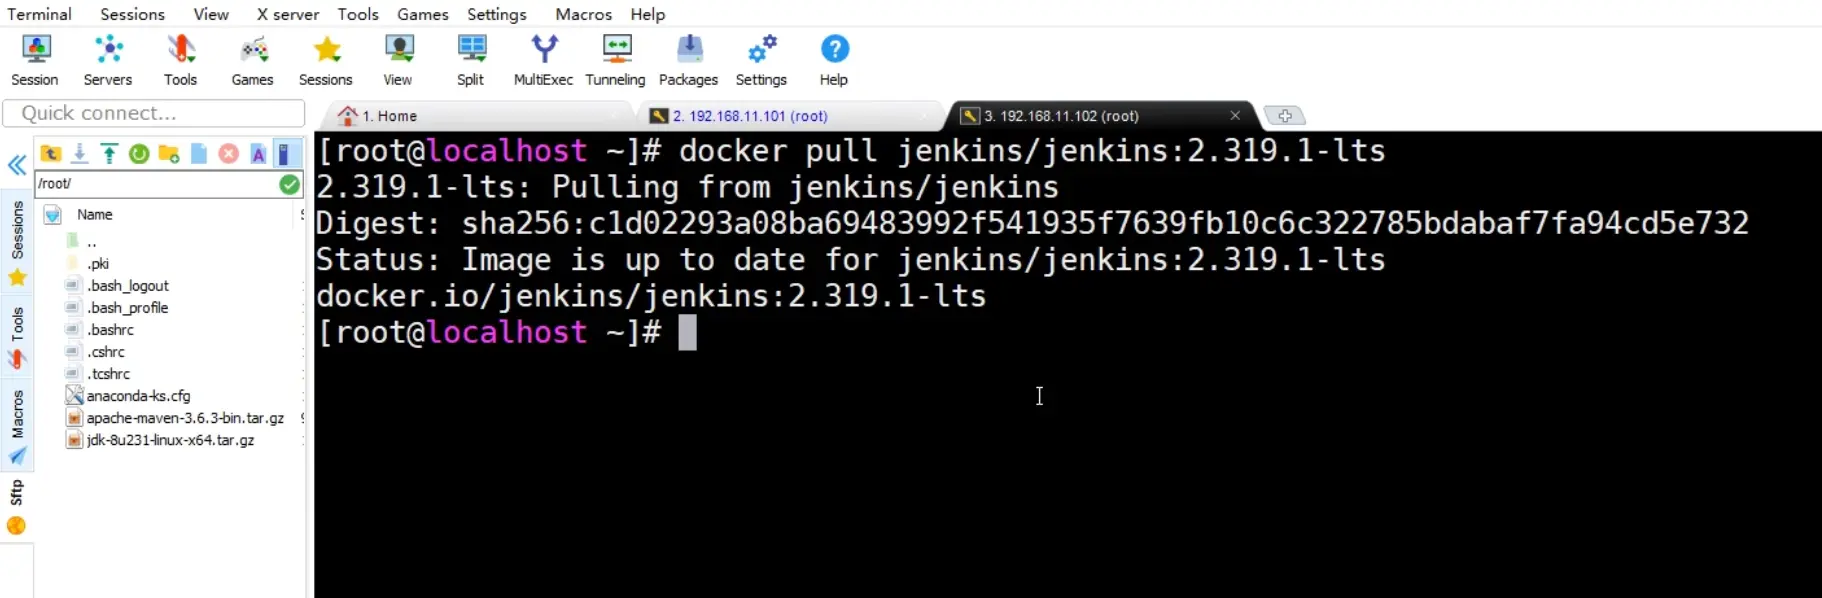 Terminal Sessions View X server Tools Games Settings Macros Help
Session Servers Tools Games Sessions View Split MultiExec Tunneling Packages Settings Help
Quick connect...
1. Home
2. 192.168.11.101 (root)
3. 192.168.11.102 (root)
/root/
Name
..
.pki
.bash_logout
.bash_profile
.bashrc
.cshrc
.tcshrc
anaconda-ks.cfg
apache-maven-3.6.3-bin.tar.gz
jdk-8u231-linux-x64.tar.gz
Sessions
Tools
Macros
Sftp
[root@localhost ~]# docker pull jenkins/jenkins:2.319.1-lts
2.319.1-lts: Pulling from jenkins/jenkins
Digest: sha256:c1d02293a08ba69483992f541935f7639fb10c6c322785bdabaf7fa94cd5e732
Status: Image is up to date for jenkins/jenkins:2.319.1-lts
docker.io/jenkins/jenkins:2.319.1-lts
[root@localhost ~]#